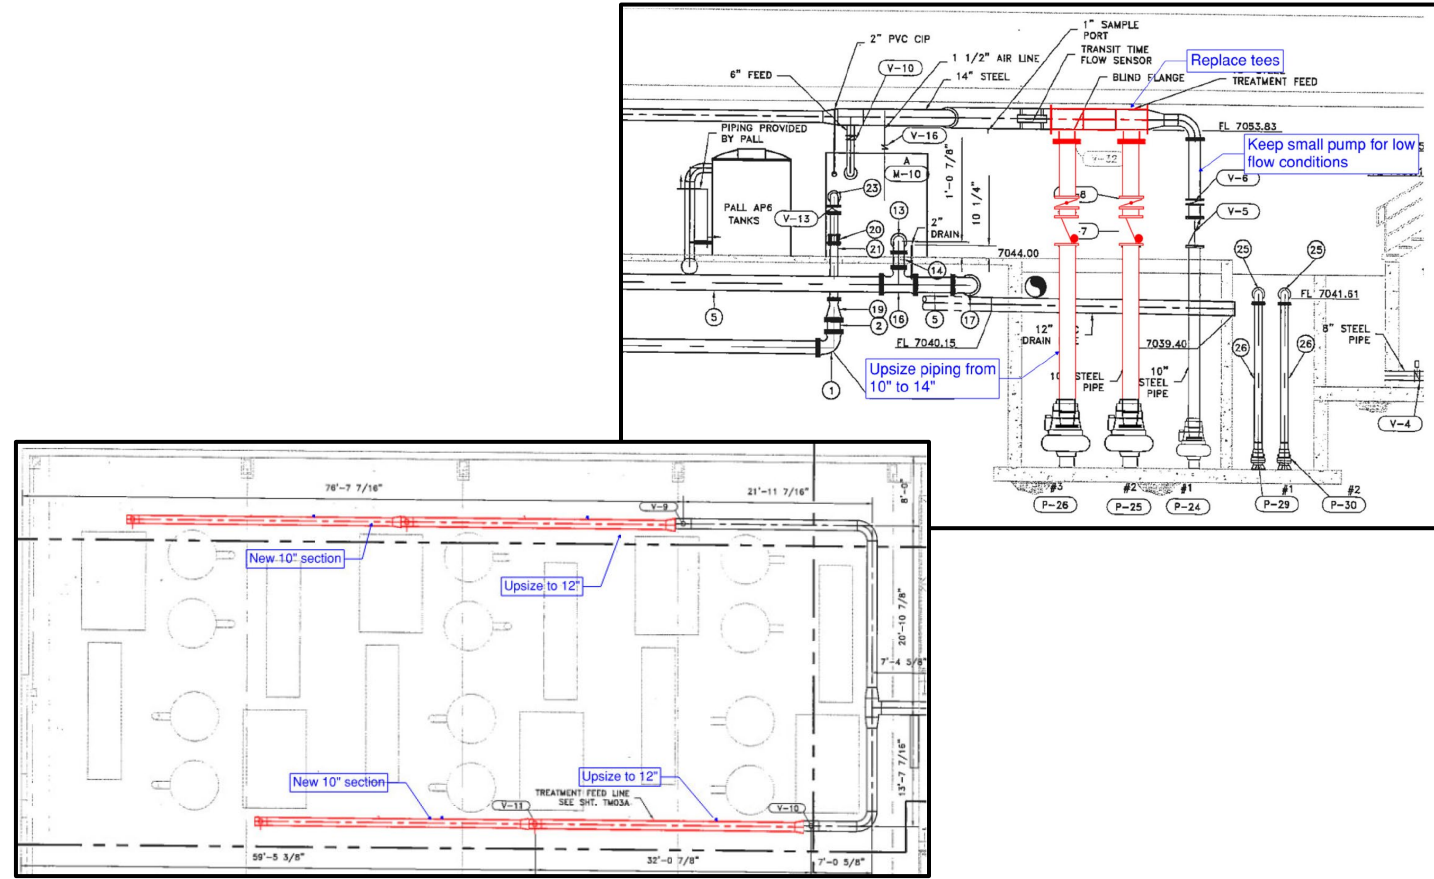 1" SAMPLE
PORT
2" PVC CIP
TRANSIT TIME
FLOW SENSOR
1 1/2" AIR LINE
V-10
Replace tees
6" FEED
14" STEEL
BLIND FLANGE
TREATMENT FEED
PIPING PROVIDED
BY PALL
V-16
FL 7053.83
Keep small pump for low
flow conditions
A
M-10
V-32
1'-0 7/8"
V-6
23
PALL AP6
TANKS
V-13
13
10 1/4"
2"
DRAIN
V-5
20
21
7044.00
25
25
14
FL 7041.61
5
19
2
16
5
17
12"
DRAIN
8" STEEL
PIPE
FL 7040.15
7039.40
26
26
Upsize piping from
10" to 14"
STEEL
PIPE
10"
STEEL
PIPE
1
V-4
#3
#2
#1
#1
#2
P-26
P-25
P-24
P-29
P-30
76'-7 7/16"
21'-11 7/16"
8'-0"
V-9
New 10" section
Upsize to 12"
20'-10 7/8"
7'-4 5/8"
New 10" section
Upsize to 12"
13'-7 7/16"
TREATMENT FEED LINE
SEE SHT. TM03A
V-11
V-10
59'-5 3/8"
32'-0 7/8"
7'-0 5/8"